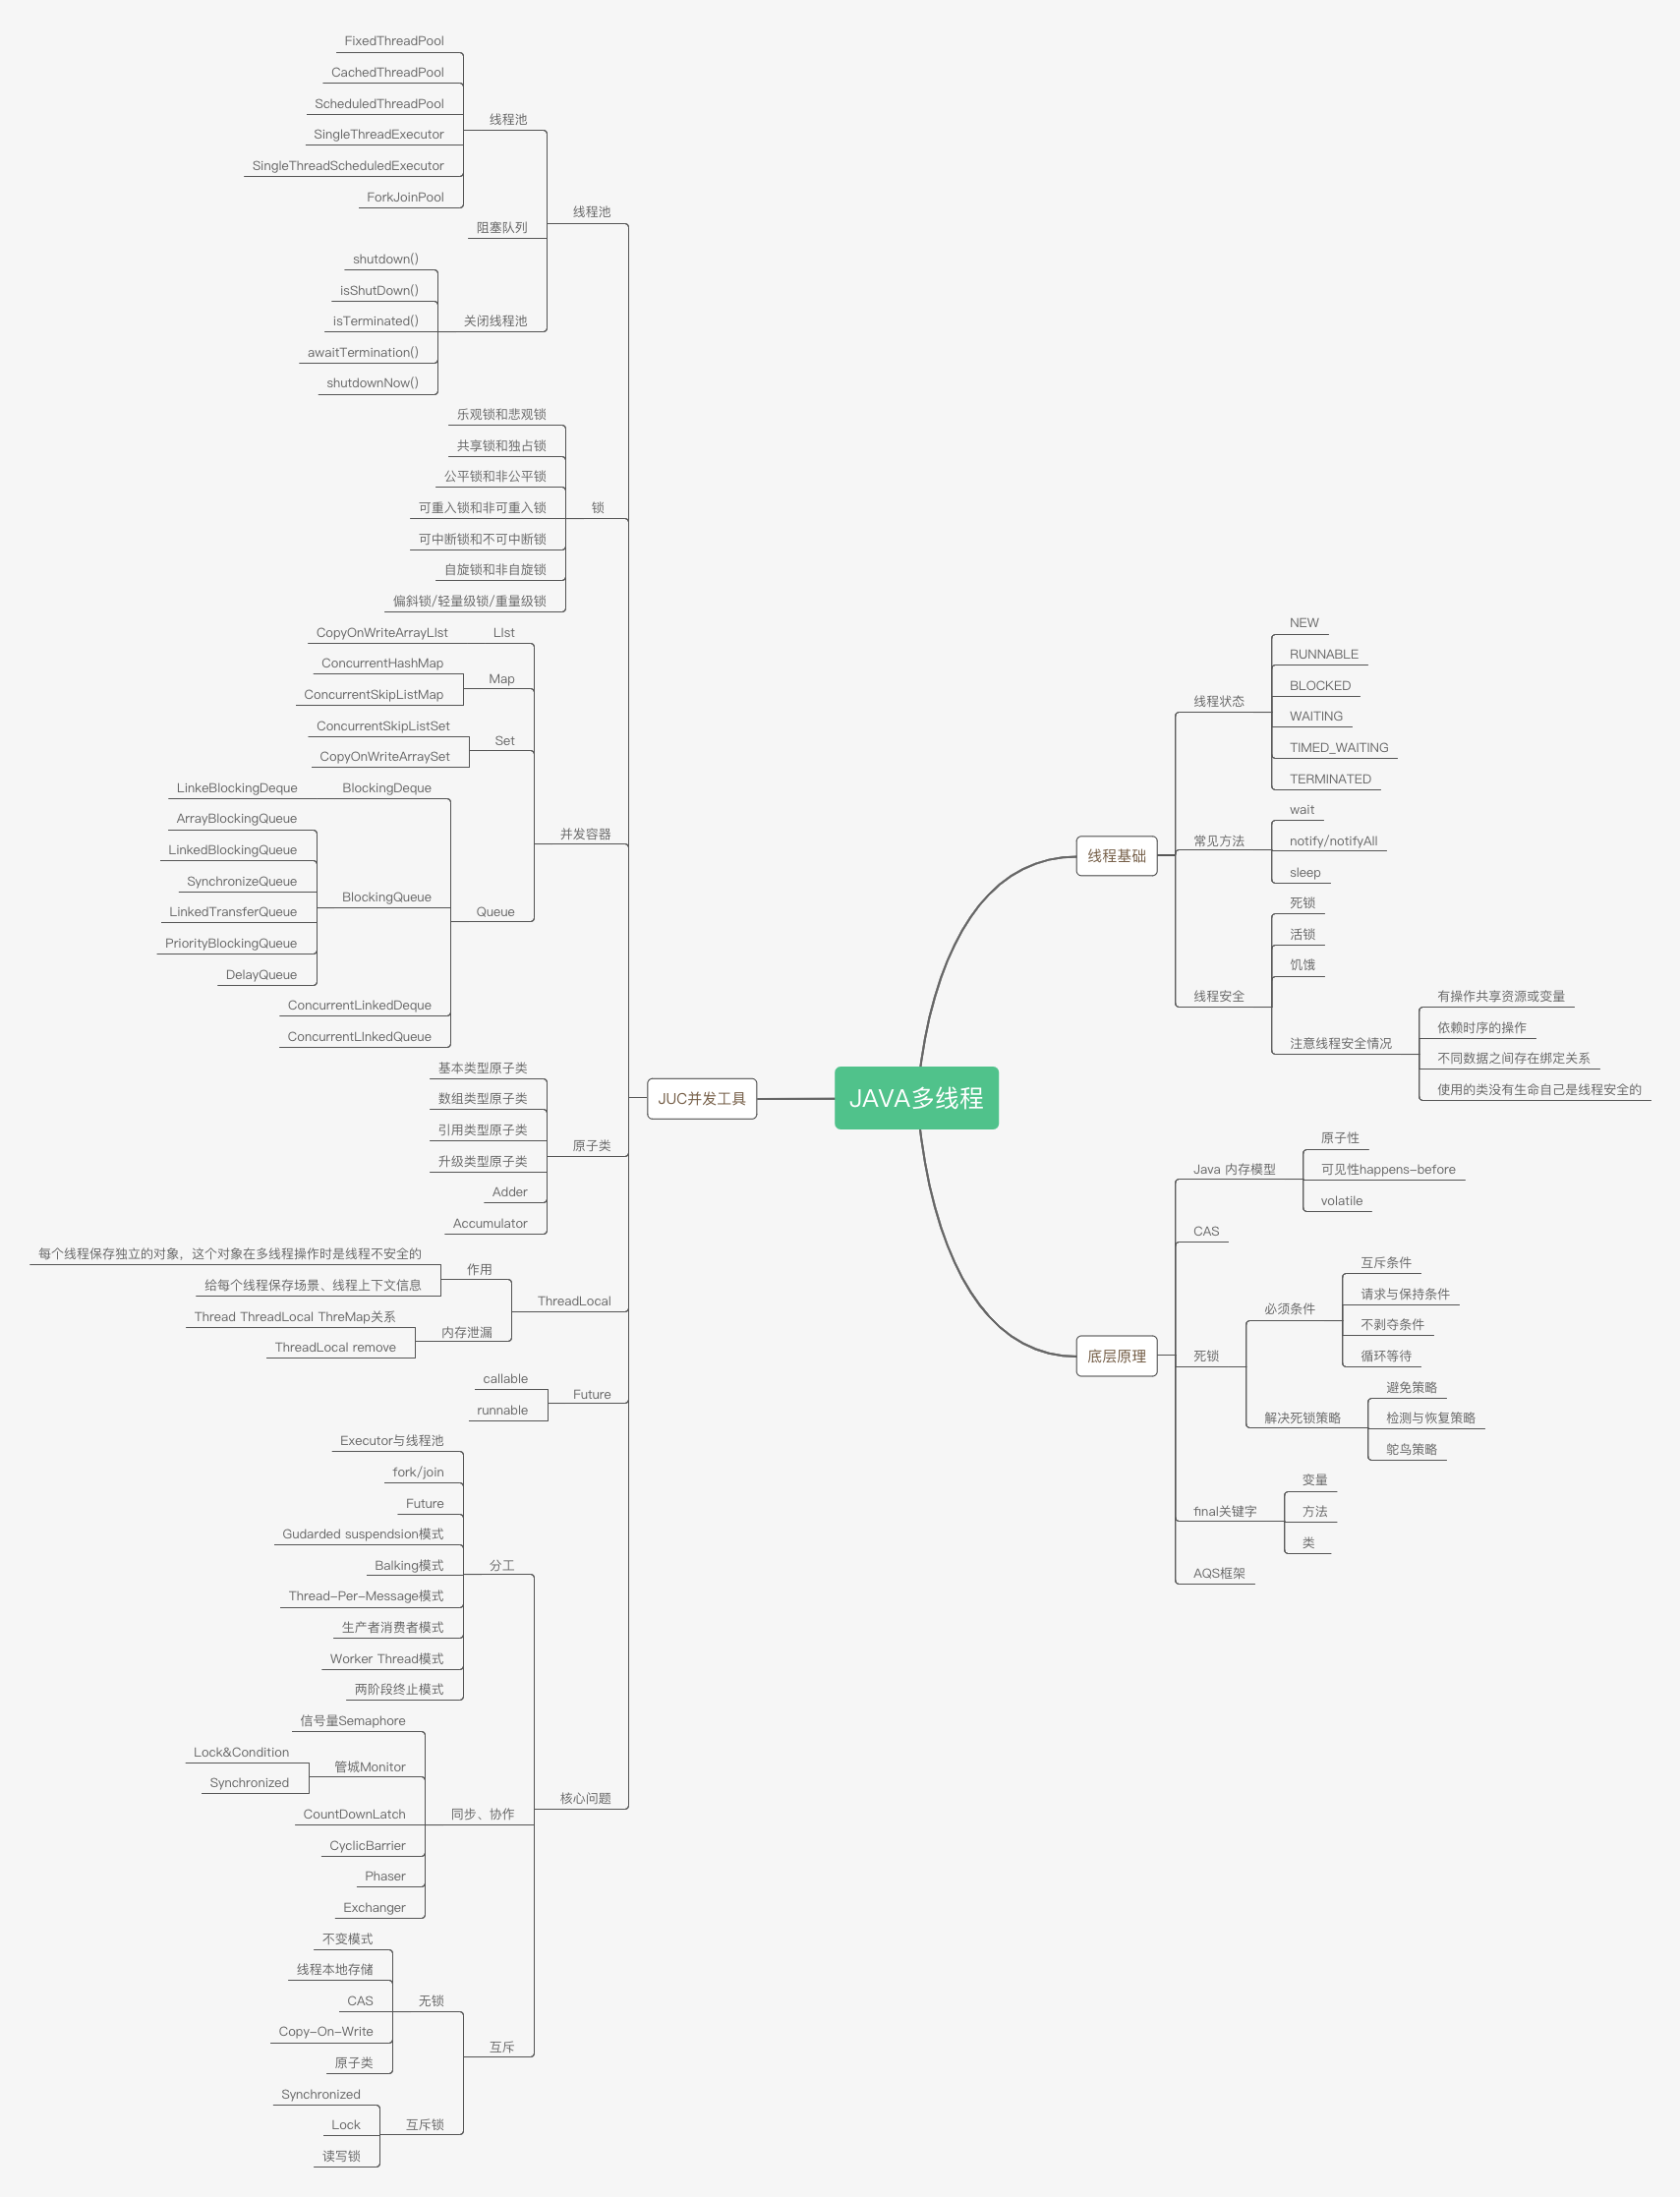 JAVA多线程
线程基础
线程状态
NEW
RUNNABLE
BLOCKED
WAITING
TIMED_WAITING
TERMINATED
常见方法
wait
notify/notifyAll
sleep
线程安全
死锁
活锁
饥饿
注意线程安全情况
有操作共享资源或变量
依赖时序的操作
不同数据之间存在绑定关系
使用的类没有生命自己是线程安全的
底层原理
Java 内存模型
原子性
可见性happens-before
volatile
CAS
死锁
必须条件
互斥条件
请求与保持条件
不剥夺条件
循环等待
解决死锁策略
避免策略
检测与恢复策略
鸵鸟策略
final关键字
变量
方法
类
AQS框架
JUC并发工具
线程池
线程池
FixedThreadPool
CachedThreadPool
ScheduledThreadPool
SingleThreadExecutor
SingleThreadScheduledExecutor
ForkJoinPool
阻塞队列
关闭线程池
shutdown()
isShutDown()
isTerminated()
awaitTermination()
shutdownNow()
锁
乐观锁和悲观锁
共享锁和独占锁
公平锁和非公平锁
可重入锁和非可重入锁
可中断锁和不可中断锁
自旋锁和非自旋锁
偏斜锁/轻量级锁/重量级锁
并发容器
LIst
CopyOnWriteArrayLIst
Map
ConcurrentHashMap
ConcurrentSkipListMap
Set
ConcurrentSkipListSet
CopyOnWriteArraySet
Queue
BlockingDeque
LinkeBlockingDeque
BlockingQueue
ArrayBlockingQueue
LinkedBlockingQueue
SynchronizeQueue
LinkedTransferQueue
PriorityBlockingQueue
DelayQueue
ConcurrentLinkedDeque
ConcurrentLInkedQueue
原子类
基本类型原子类
数组类型原子类
引用类型原子类
升级类型原子类
Adder
Accumulator
ThreadLocal
作用
每个线程保存独立的对象，这个对象在多线程操作时是线程不安全的
给每个线程保存场景、线程上下文信息
内存泄漏
Thread ThreadLocal ThreMap关系
ThreadLocal remove
Future
callable
runnable
核心问题
分工
Executor与线程池
fork/join
Future
Gudarded suspendsion模式
Balking模式
Thread-Per-Message模式
生产者消费者模式
Worker Thread模式
两阶段终止模式
同步、协作
信号量Semaphore
管城Monitor
Lock&Condition
Synchronized
CountDownLatch
CyclicBarrier
Phaser
Exchanger
互斥
无锁
不变模式
线程本地存储
CAS
Copy-On-Write
原子类
互斥锁
Synchronized
Lock
读写锁